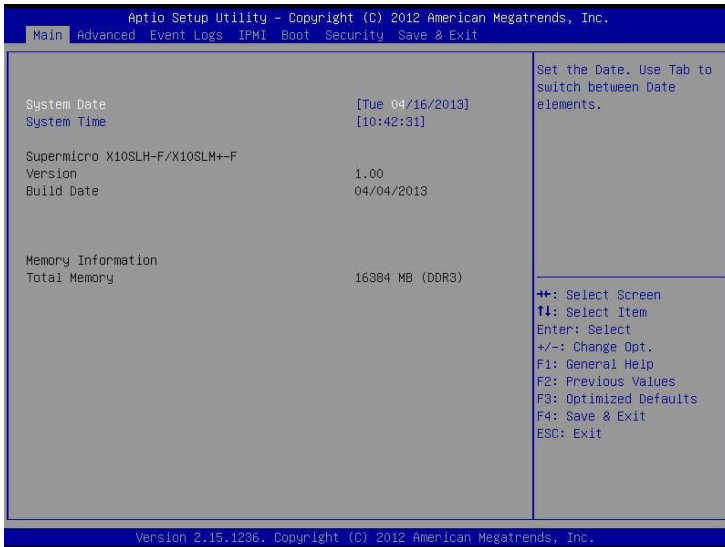 Aptio Setup Utility – Copyright (C) 2012 American Megatrends, Inc.
Main Advanced Event Logs IPMI Boot Security Save & Exit
Set the Date. Use Tab to
switch between Date
elements.
System Date [Tue 04/16/2013]
System Time [10:42:31]
Supermicro X10SLH-F/X10SLM+-F
Version 1.00
Build Date 04/04/2013
Memory Information
Total Memory 16384 MB (DDR3)
→←: Select Screen
↑↓: Select Item
Enter: Select
+/-: Change Opt.
F1: General Help
F2: Previous Values
F3: Optimized Defaults
F4: Save & Exit
ESC: Exit
Version 2.15.1236. Copyright (C) 2012 American Megatrends, Inc.